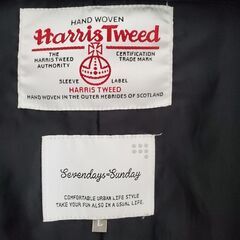 HAND WOVEN
Harris Tweed
THE HARRIS TWEED AUTHORITY
CERTIFICATION TRADE MARK
SLEEVE LABEL
HARRIS TWEED
HAND WOVEN IN THE OUTER HEBRIDES OF SCOTLAND
Sevendays=Sunday
L
COMFORTABLE URBAN LIFE STYLE
TAKE YOUR FUN ALSO IN A USUAL LIFE.